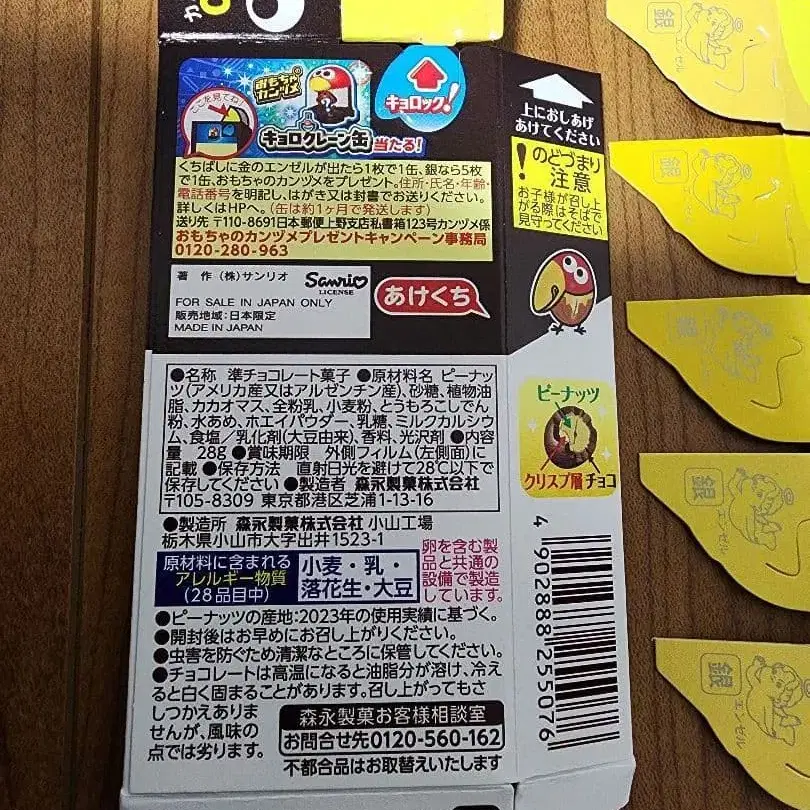 おもちゃ
カンヅメ
ここを見てね!
キョロクレーン缶 当たる!
キョロック!
くちばしに金のエンゼルが出たら1枚で1缶、銀なら5枚
で1缶、おもちゃのカンヅメをプレゼント。住所・氏名・年齢・
電話番号を明記し、はがき又は封書でお送りください。
詳しくはHPへ。(缶は約1ヶ月で発送します)
送り先 〒110-8691日本郵便上野支店私書箱123号カンヅメ係
おもちゃのカンヅメプレゼントキャンペーン事務局
0120-280-963
著 作 (株)サンリオ
Sanrio
LICENSE
FOR SALE IN JAPAN ONLY
販売地域:日本限定
MADE IN JAPAN
あけくち
●名称 準チョコレート菓子 ●原材料名 ピーナッ
ツ(アメリカ産又はアルゼンチン産)、砂糖、植物油
脂、カカオマス、全粉乳、小麦粉、とうもろこしでん
粉、水あめ、ホエイパウダー、乳糖、ミルクカルシウ
ム、食塩/乳化剤(大豆由来)、香料、光沢剤 ●内容
量 28g ●賞味期限 外側フィルム(左側面)に
記載 ●保存方法 直射日光を避けて28℃以下で
保存してください ●製造者 森永製菓株式会社
〒105-8309 東京都港区芝浦1-13-16
●製造所 森永製菓株式会社 小山工場
栃木県小山市大字出井1523-1
原材料に含まれる
アレルギー物質
(28品目中)
小麦・乳・
落花生・大豆
卵を含む製
品と共通の
設備で製造
しています。
●ピーナッツの産地:2023年の使用実績に基づく。
●開封後はお早めにお召し上がりください。
●虫害を防ぐため清潔なところに保管してください。
●チョコレートは高温になると油脂分が溶け、冷え
ると白く固まることがあります。召し上がってもさ
しつかえありま
せんが、風味の
点では劣ります。
森永製菓お客様相談室
お問合せ先0120-560-162
不都合品はお取替えいたします
上におしあげ
あけてください
! のどづまり
注意
お子様が召し上
がる際はそばで
見守ってください
ピーナッツ
クリスプ層 チョコ
4 902888 255076
銀
エンゼル
銀
銀
銀
エンゼル
銀
エンゼル